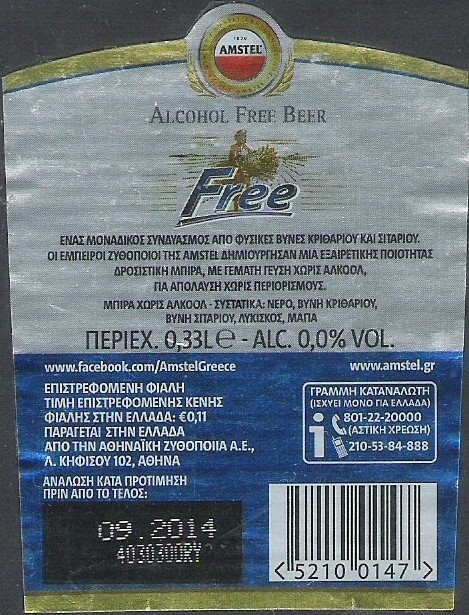 1870
AMSTEL
ALCOHOL FREE BEER
Free
ΕΝΑΣ ΜΟΝΑΔΙΚΟΣ ΣΥΝΔΥΑΣΜΟΣ ΑΠΟ ΦΥΣΙΚΕΣ ΒΥΝΕΣ ΚΡΙΘΑΡΙΟΥ ΚΑΙ ΣΙΤΑΡΙΟΥ.
ΟΙ ΕΜΠΕΙΡΟΙ ΖΥΘΟΠΟΙΟΙ ΤΗΣ AMSTEL ΔΗΜΙΟΥΡΓΗΣΑΝ ΜΙΑ ΕΞΑΙΡΕΤΙΚΗΣ ΠΟΙΟΤΗΤΑΣ
ΔΡΟΣΙΣΤΙΚΗ ΜΠΙΡΑ, ΜΕ ΓΕΜΑΤΗ ΓΕΥΣΗ ΧΩΡΙΣ ΑΛΚΟΟΛ,
ΓΙΑ ΑΠΟΛΑΥΣΗ ΧΩΡΙΣ ΠΕΡΙΟΡΙΣΜΟΥΣ.
ΜΠΙΡΑ ΧΩΡΙΣ ΑΛΚΟΟΛ - ΣΥΣΤΑΤΙΚΑ: ΝΕΡΟ, ΒΥΝΗ ΚΡΙΘΑΡΙΟΥ,
ΒΥΝΗ ΣΙΤΑΡΙΟΥ, ΛΥΚΙΣΚΟΣ, ΜΑΓΙΑ
ΠΕΡΙΕΧ. 0,33L ℮ - ALC. 0,0% VOL.
www.facebook.com/AmstelGreece
www.amstel.gr
ΕΠΙΣΤΡΕΦΟΜΕΝΗ ΦΙΑΛΗ
ΤΙΜΗ ΕΠΙΣΤΡΕΦΟΜΕΝΗΣ ΚΕΝΗΣ
ΦΙΑΛΗΣ ΣΤΗΝ ΕΛΛΑΔΑ: €0,11
ΠΑΡΑΓΕΤΑΙ ΣΤΗΝ ΕΛΛΑΔΑ
ΑΠΟ ΤΗΝ ΑΘΗΝΑΪΚΗ ΖΥΘΟΠΟΙΙΑ Α.Ε.,
Λ. ΚΗΦΙΣΟΥ 102, ΑΘΗΝΑ
ΓΡΑΜΜΗ ΚΑΤΑΝΑΛΩΤΗ
(ΙΣΧΥΕΙ ΜΟΝΟ ΓΙΑ ΕΛΛΑΔΑ)
801-22-20000
(ΑΣΤΙΚΗ ΧΡΕΩΣΗ)
210-53-84-888
ΑΝΑΛΩΣΗ ΚΑΤΑ ΠΡΟΤΙΜΗΣΗ
ΠΡΙΝ ΑΠΟ ΤΟ ΤΕΛΟΣ:
09.2014
<5210 0147>